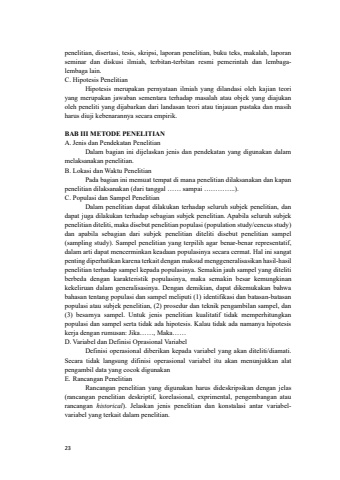 penelitian, disertasi, tesis, skripsi, laporan penelitian, buku teks, makalah, laporan
seminar dan diskusi ilmiah, terbitan-terbitan resmi pemerintah dan lembaga-
lembaga lain.
C. Hipotesis Penelitian
Hipotesis merupakan pernyataan ilmiah yang dilandasi oleh kajian teori
yang merupakan jawaban sementara terhadap masalah atau objek yang diajukan
oleh peneliti yang dijabarkan dari landasan teori atau tinjauan pustaka dan masih
harus diuji kebenarannya secara empirik.
BAB III METODE PENELITIAN
A. Jenis dan Pendekatan Penelitian
Dalam bagian ini dijelaskan jenis dan pendekatan yang digunakan dalam
melaksanakan penelitian.
B. Lokasi dan Waktu Penelitian
Pada bagian ini memuat tempat di mana penelitian dilaksanakan dan kapan
penelitian dilaksanakan (dari tanggal …… sampai …………..).
C. Populasi dan Sampel Penelitian
Dalam penelitian dapat dilakukan terhadap seluruh subjek penelitian, dan
dapat juga dilakukan terhadap sebagian subjek penelitian. Apabila seluruh subjek
penelitian diteliti, maka disebut penelitian populasi (population study/cencus study)
dan apabila sebagian dari subjek penelitian diteliti disebut penelitian sampel
(sampling study). Sampel penelitian yang terpilih agar benar-benar representatif,
dalam arti dapat mencerminkan keadaan populasinya secara cermat. Hal ini sangat
penting diperhatikan karena terkait dengan maksud menggeneralisasikan hasil-hasil
penelitian terhadap sampel kepada populasinya. Semakin jauh sampel yang diteliti
berbeda dengan karakteristik populasinya, maka semakin besar kemungkinan
kekeliruan dalam generalisasinya. Dengan demikian, dapat dikemukakan bahwa
bahasan tentang populasi dan sampel meliputi (1) identifikasi dan batasan-batasan
populasi atau subjek penelitian, (2) prosedur dan teknik pengambilan sampel, dan
(3) besarnya sampel. Untuk jenis penelitian kualitatif tidak memperhitungkan
populasi dan sampel serta tidak ada hipotesis. Kalau tidak ada namanya hipotesis
kerja dengan rumusan: Jika……, Maka……
D. Variabel dan Definisi Oprasional Variabel
Definisi operasional diberikan kepada variabel yang akan diteliti/diamati.
Secara tidak langsung difinisi operasional variabel itu akan menunjukkan alat
pengambil data yang cocok digunakan
E. Rancangan Penelitian
Rancangan penelitian yang digunakan harus dideskripsikan dengan jelas
(rancangan penelitian deskriptif, korelasional, exprimental, pengembangan atau
rancangan historical). Jelaskan jenis penelitian dan konstalasi antar variabel-
variabel yang terkait dalam penelitian.
23